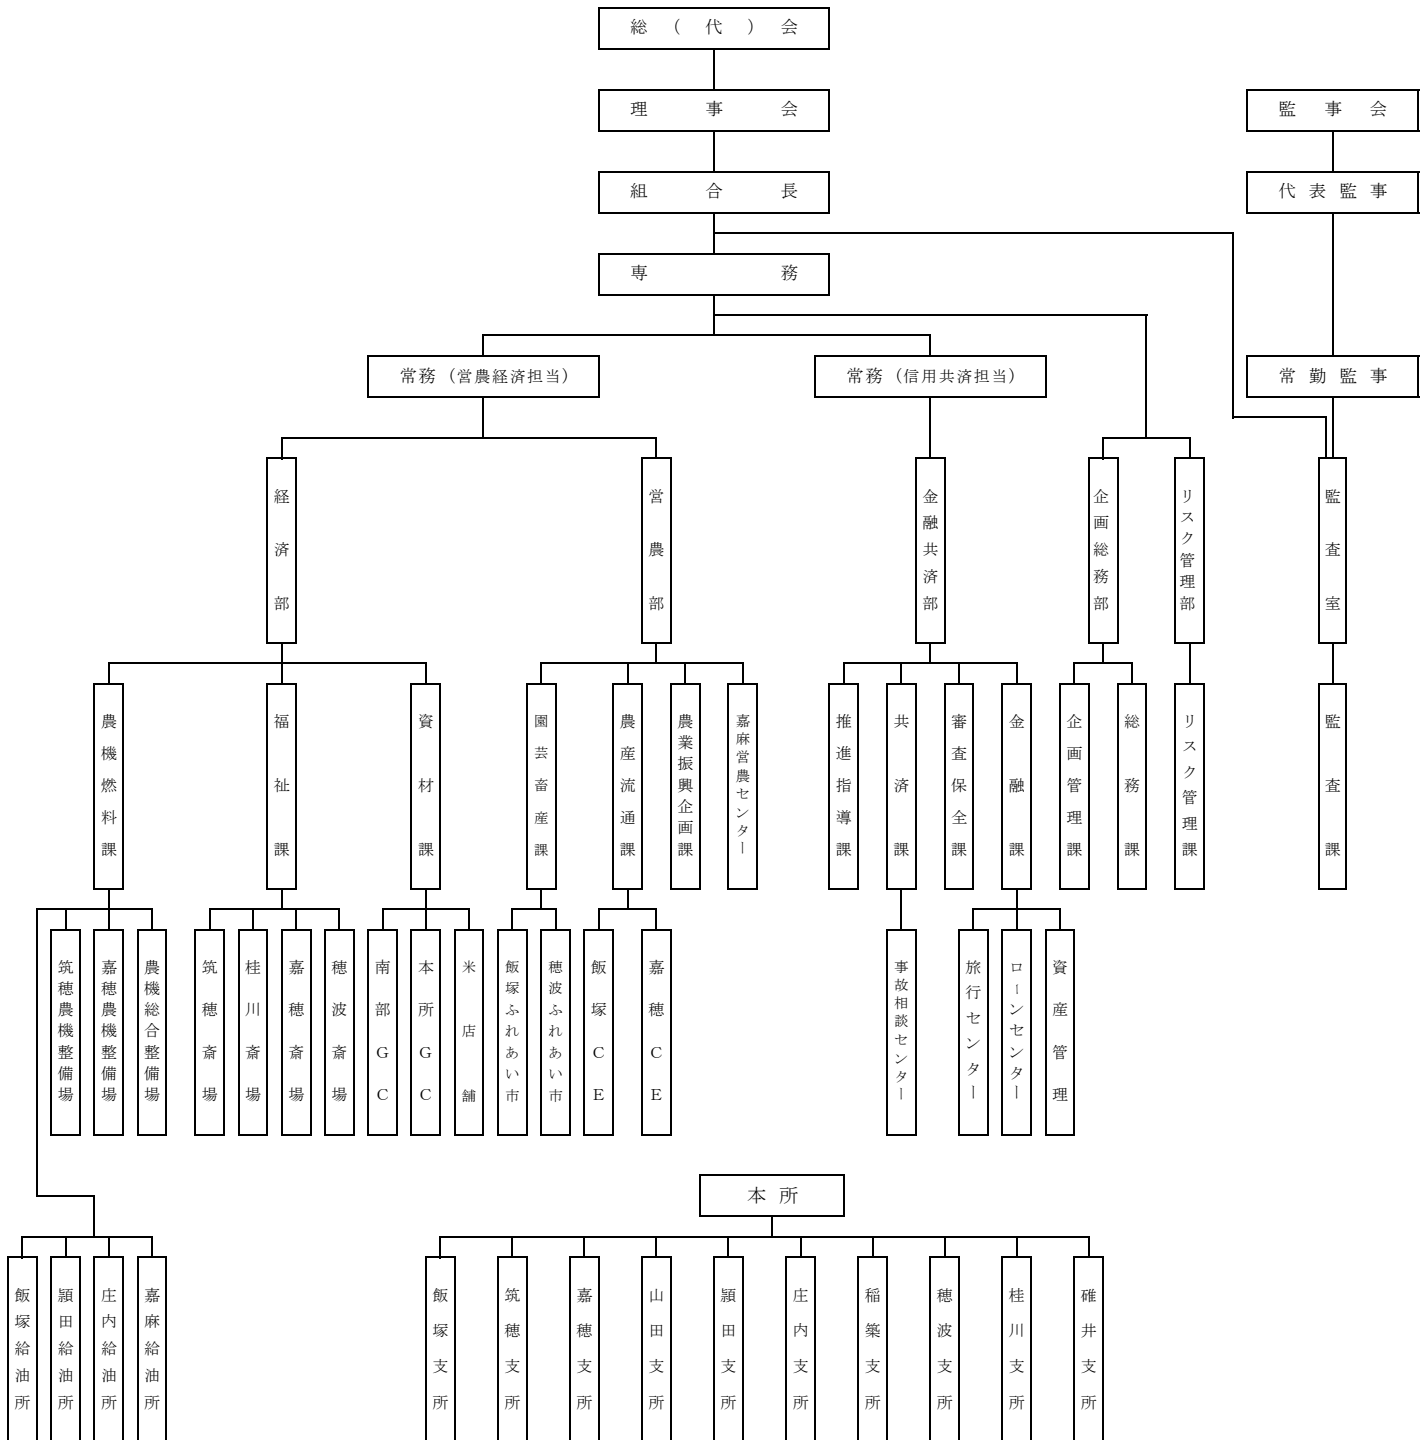 総（代）会
理事会
監事会
組合長
代表監事
専務
常務（営農経済担当）
常務（信用共済担当）
常勤監事
経済部
営農部
金融共済部
企画総務部
リスク管理部
監査室
農機燃料課
福祉課
資材課
園芸畜産課
農産流通課
農業振興企画課
嘉麻営農センター
推進指導課
共済課
審査保全課
金融課
企画管理課
総務課
リスク管理課
監査課
筑穂農機整備場
嘉穂農機整備場
農機総合整備場
筑穂斎場
桂川斎場
嘉穂斎場
穂波斎場
南部GC
本所GC
米店舗
飯塚ふれあい市
穂波ふれあい市
飯塚CE
嘉穂CE
事故相談センター
旅行センター
ローンセンター
資産管理
本所
飯塚給油所
頴田給油所
庄内給油所
嘉麻給油所
飯塚支所
筑穂支所
嘉穂支所
山田支所
頴田支所
庄内支所
稲築支所
穂波支所
桂川支所
碓井支所